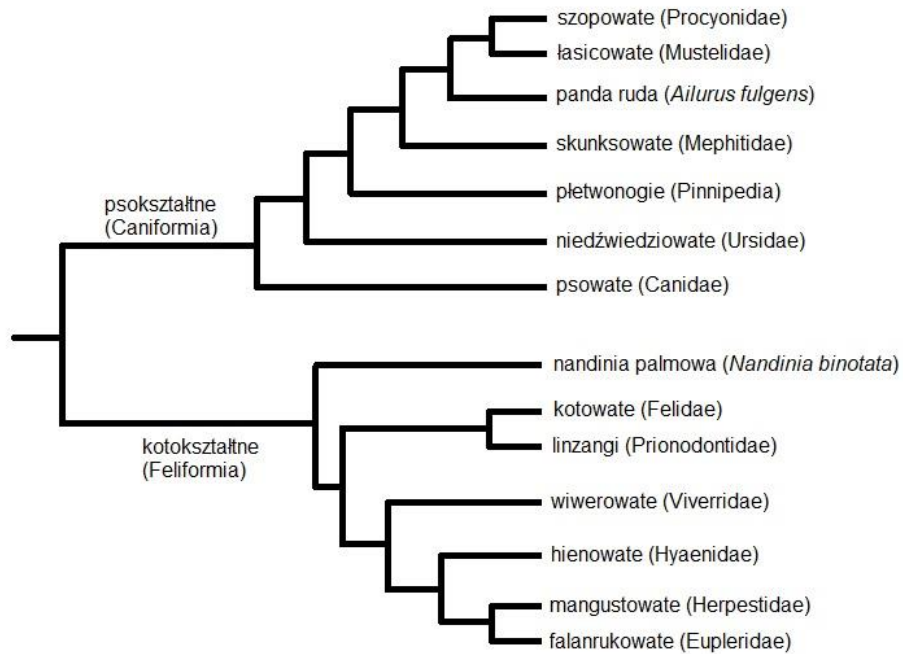 szopowate (Procyonidae)
łasicowate (Mustelidae)
panda ruda (Ailurus fulgens)
skunksowate (Mephitidae)
płetwonogie (Pinnipedia)
psokształtne
(Caniformia)
niedźwiedziowate (Ursidae)
psowate (Canidae)
nandinia palmowa (Nandinia binotata)
kotowate (Felidae)
kotokształtne
(Feliformia)
linzangi (Prionodontidae)
wiwerowate (Viverridae)
hienowate (Hyaenidae)
mangustowate (Herpestidae)
falanrukowate (Eupleridae)